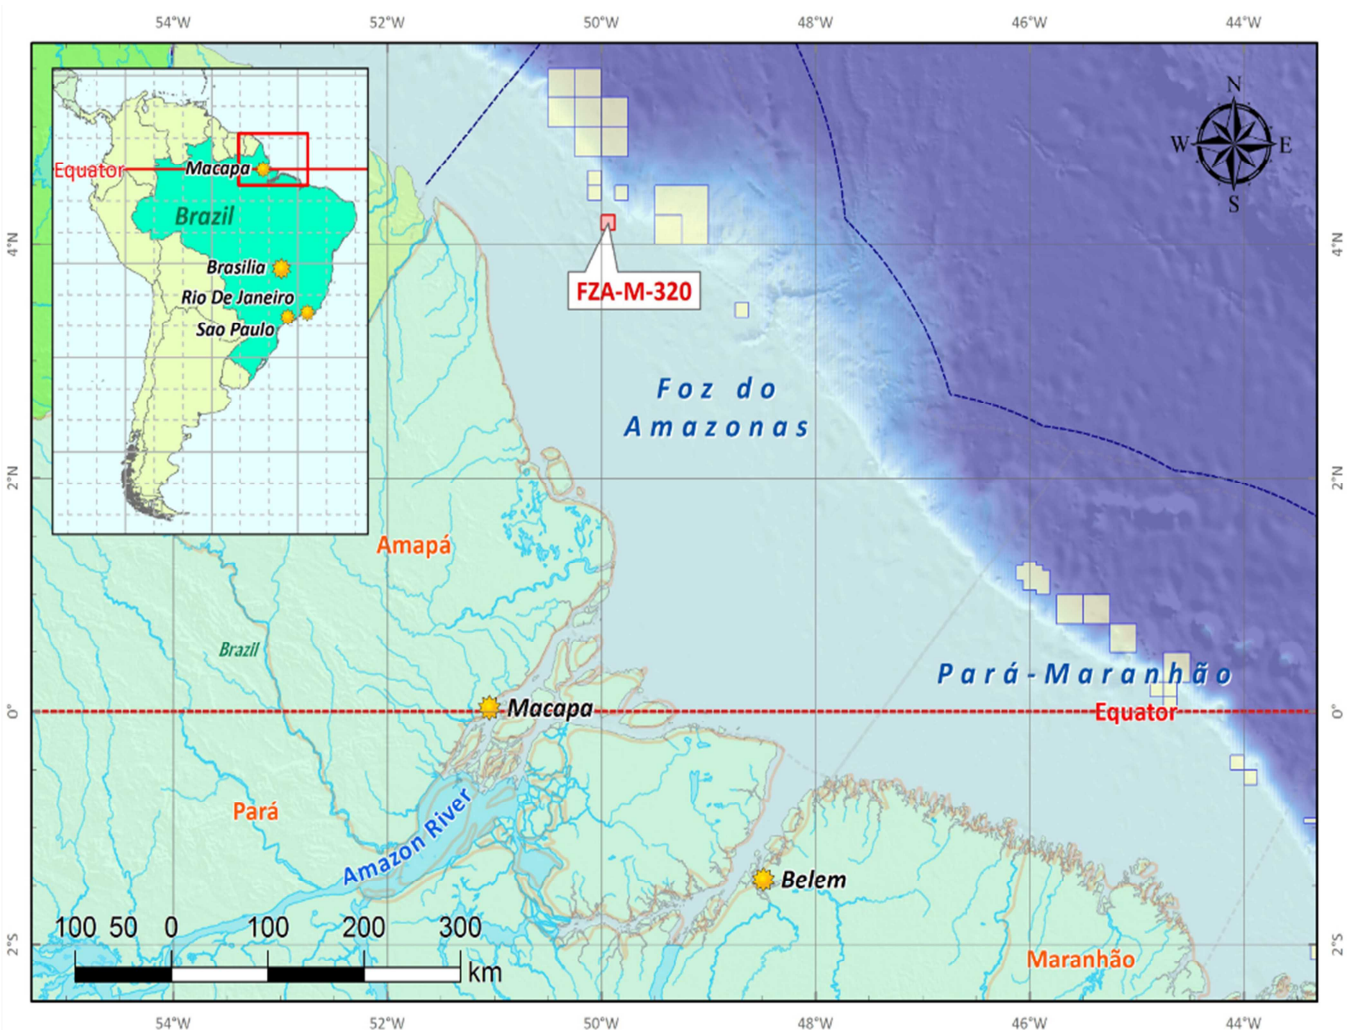 54°W 52°W 50°W 48°W 46°W 44°W
N
W E
S
Equator
Macapa
Brazil
Brasilia
Rio De Janeiro
Sao Paulo
4°N 4°N
FZA-M-320
Foz do
Amazonas
2°N 2°N
Amapá
Brazil
Pará-Maranhão
0° 0°
Macapa
Equator
Pará
Amazon River
Belem
100 50 0 100 200 300
km
2°S 2°S
Maranhão
54°W 52°W 50°W 48°W 46°W 44°W